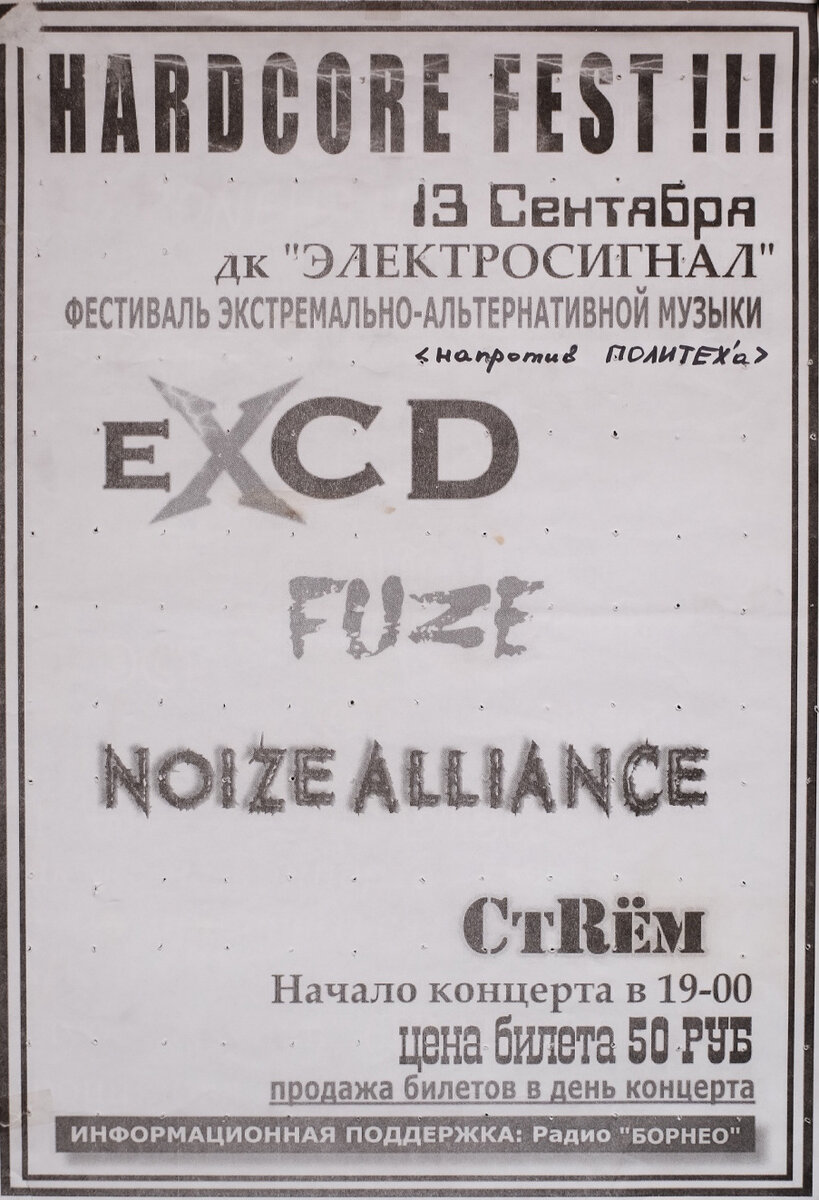 HARDCORE FEST!!!
13 Сентября
дк "ЭЛЕКТРОСИГНАЛ"
ФЕСТИВАЛЬ ЭКСТРЕМАЛЬНО-АЛЬТЕРНАТИВНОЙ МУЗЫКИ
<напротив ПОЛИТЕХ'а>
EXCD
FUZE
NOIZE ALLIANCE
СтRём
Начало концерта в 19-00
цена билета 50 РУБ
продажа билетов в день концерта
ИНФОРМАЦИОННАЯ ПОДДЕРЖКА: Радио "БОРНЕО"